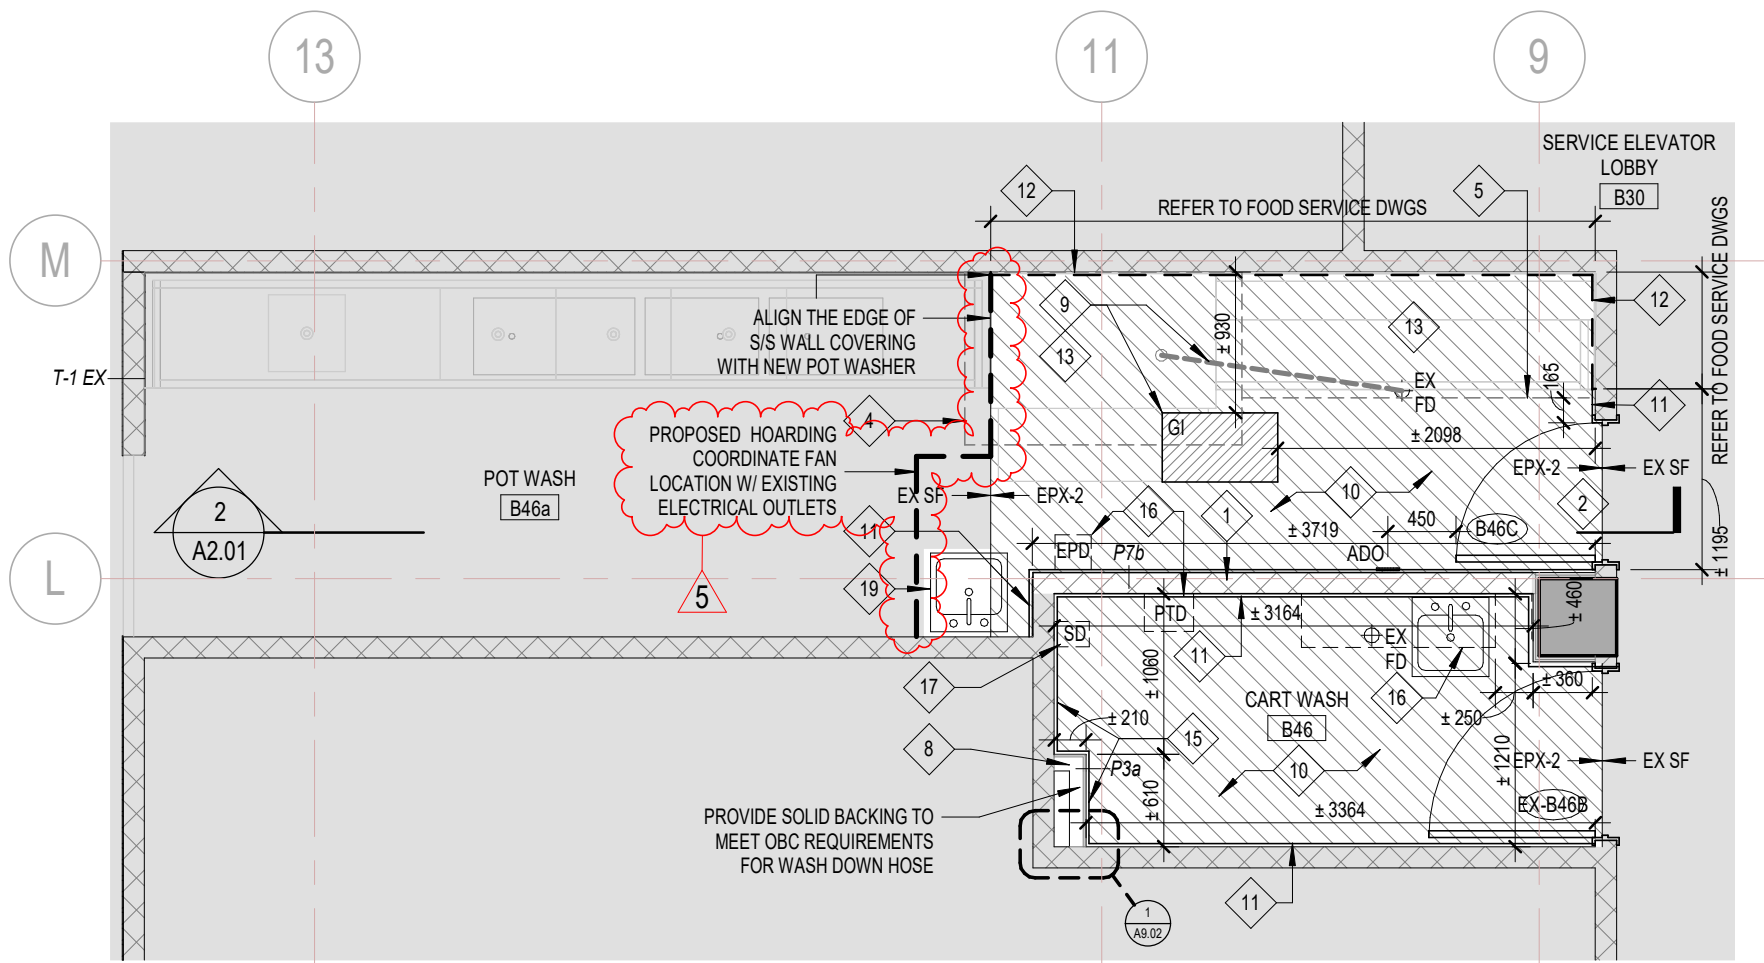 13
11
9
SERVICE ELEVATOR
LOBBY
B30
12
5
REFER TO FOOD SERVICE DWGS
REFER TO FOOD SERVICE DWGS
M
9
12
13
13
± 930
ALIGN THE EDGE OF
S/S WALL COVERING
WITH NEW POT WASHER
T-1 EX
EX
FD
165
11
4
GI
± 2098
PROPOSED HOARDING
COORDINATE FAN
LOCATION W/ EXISTING
ELECTRICAL OUTLETS
POT WASH
B46a
EPX-2
EX SF
EX SF
EPX-2
10
2
16
1
2
A2.01
11
± 3719
450
B46C
EPD
P7b
ADO
± 1195
L
5
19
± 460
PTD
± 3164
SD
EX
FD
11
± 1060
17
CART WASH
B46
16
± 360
± 250
± 210
15
8
P3a
10
± 1210
EPX-2
EX SF
± 610
± 3364
EX-B46B
PROVIDE SOLID BACKING TO
MEET OBC REQUIREMENTS
FOR WASH DOWN HOSE
11
1
A9.02